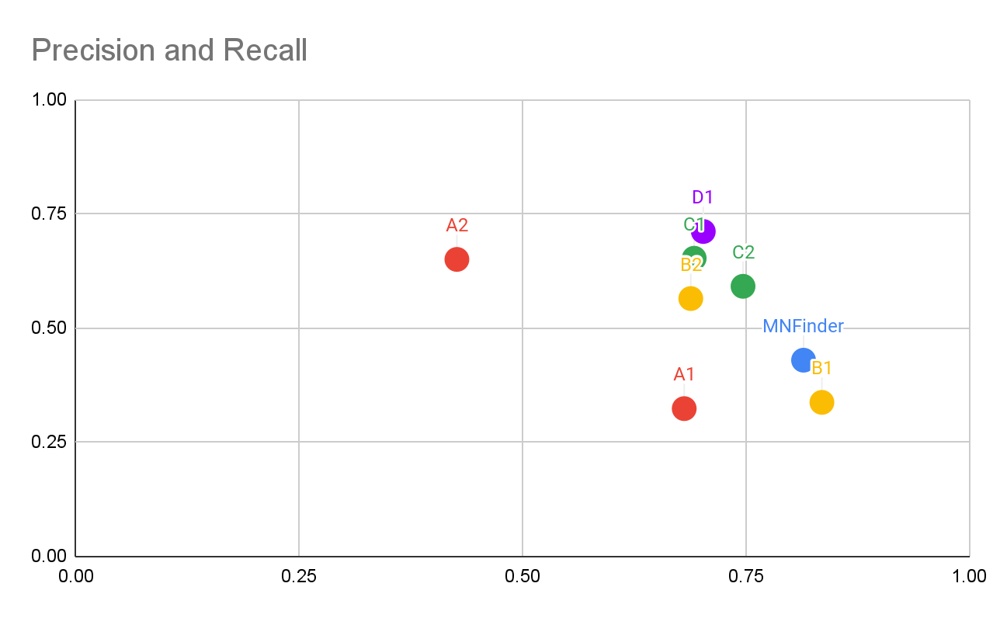 Precision and Recall
1.00
D1
0.75
A2
C1
C2
B2
0.50
MNFinder
B1
A1
0.25
0.00
0.00 0.25 0.50 0.75 1.00